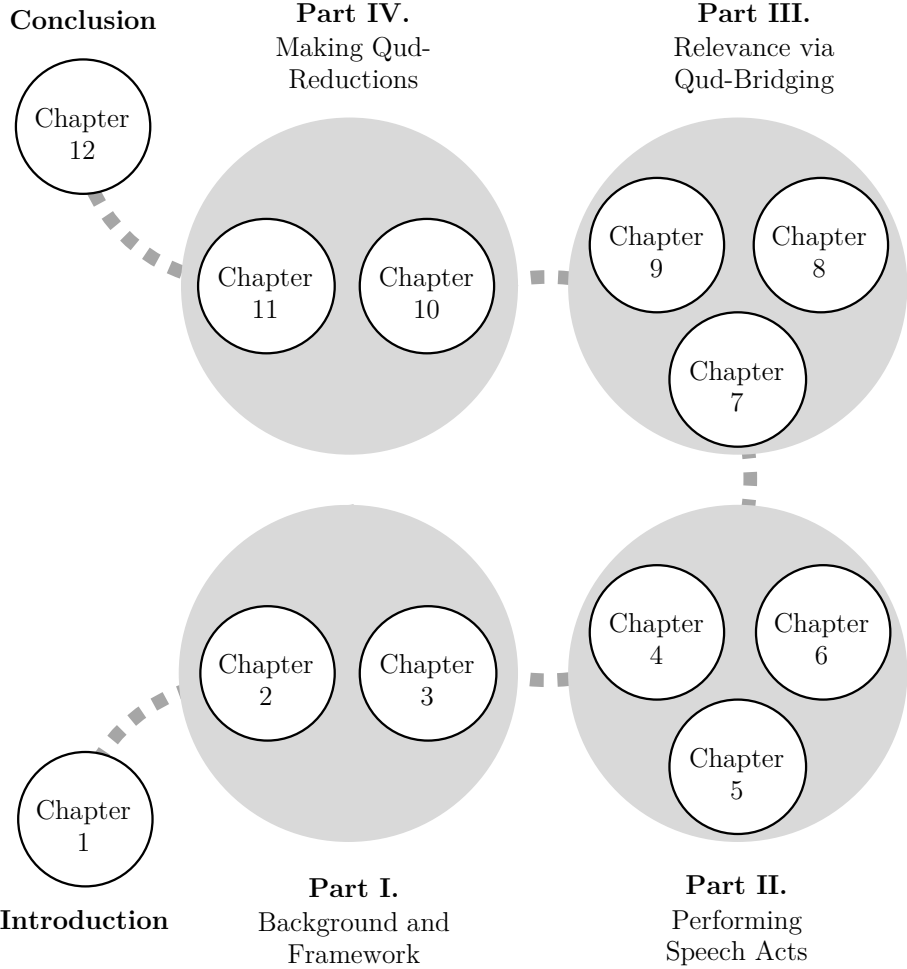 Conclusion
Part IV.
Making Qud-
Reductions
Part III.
Relevance via
Qud-Bridging
Chapter
12
Chapter
11
Chapter
10
Chapter
9
Chapter
8
Chapter
7
Chapter
2
Chapter
3
Chapter
4
Chapter
6
Chapter
5
Chapter
1
Introduction
Part I.
Background and
Framework
Part II.
Performing
Speech Acts